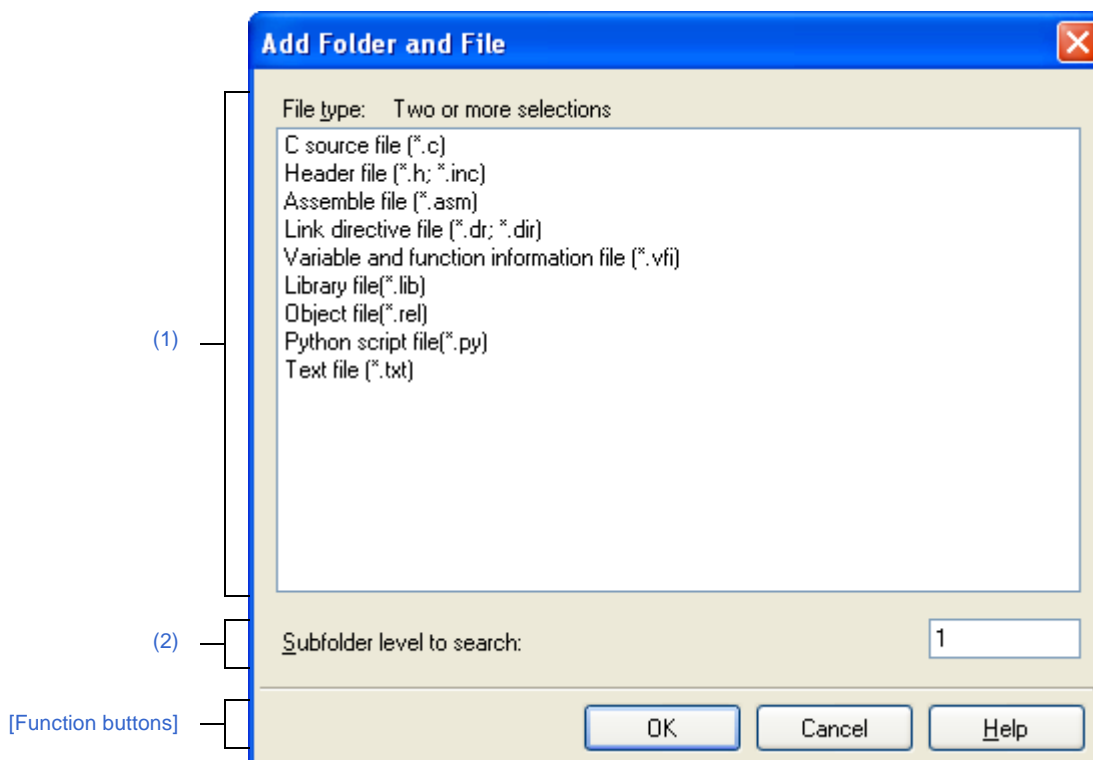 Add Folder and File
File type: Two or more selections
C source file (*.c)
Header file (*.h; *.inc)
Assemble file (*.asm)
Link directive file (*.dr; *.dir)
Variable and function information file (*.vfi)
Library file(*.lib)
Object file(*.rel)
Python script file(*.py)
Text file (*.txt)
(1)
(2)
Subfolder level to search: 1
[Function buttons]
OK Cancel Help